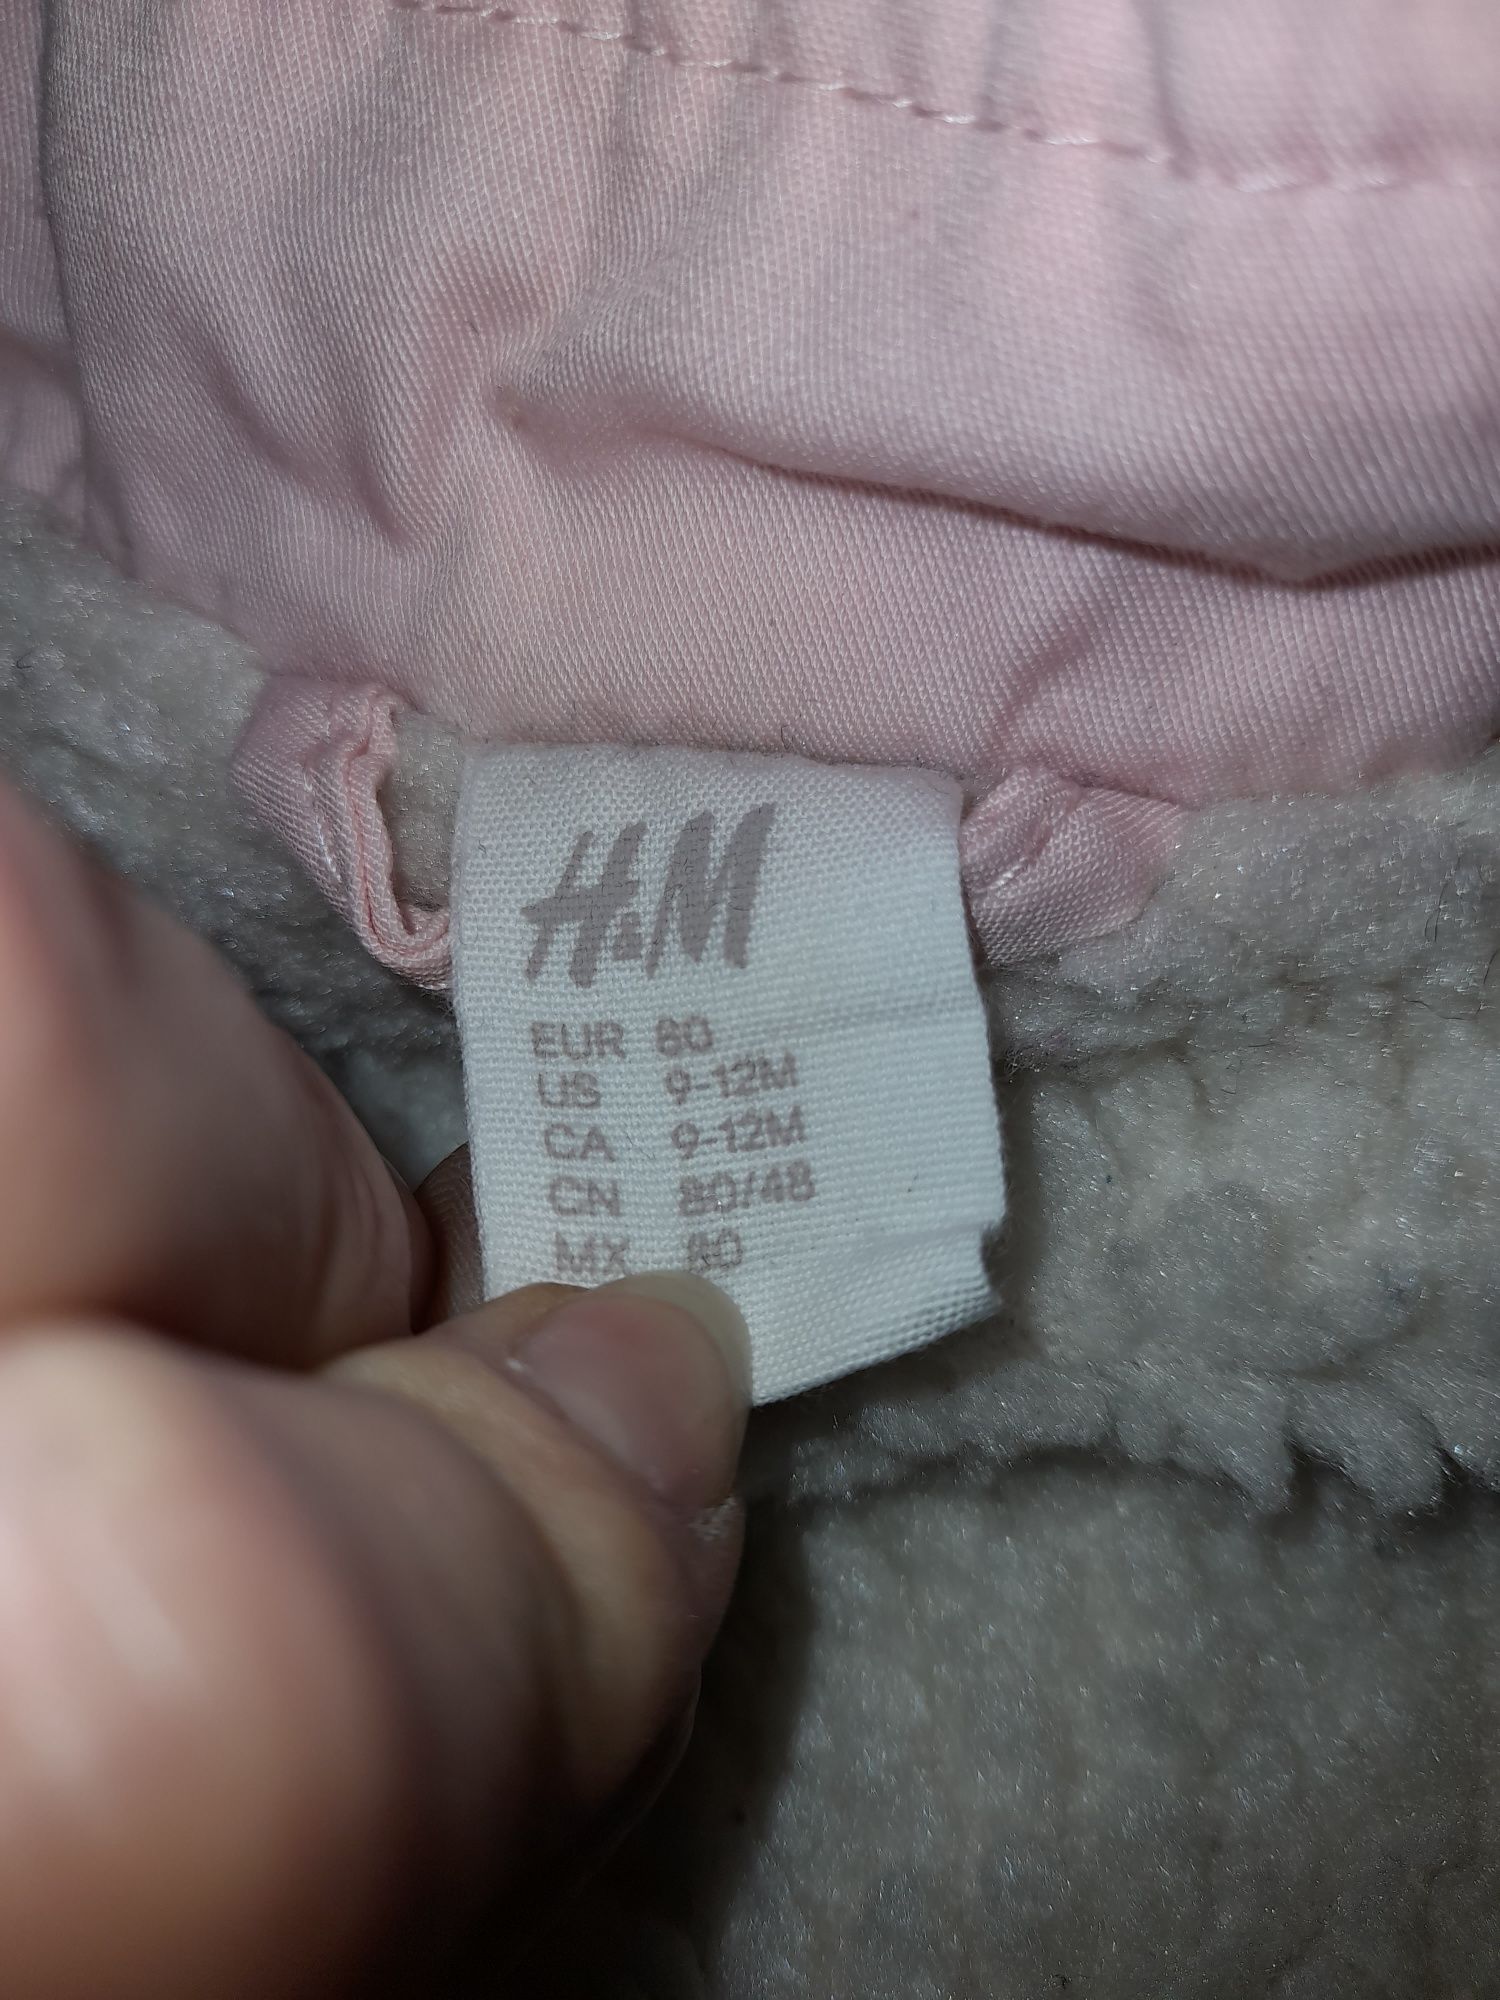 H&M
EUR 80
US 9-12M
CA 9-12M
CN 80/48
MX 80